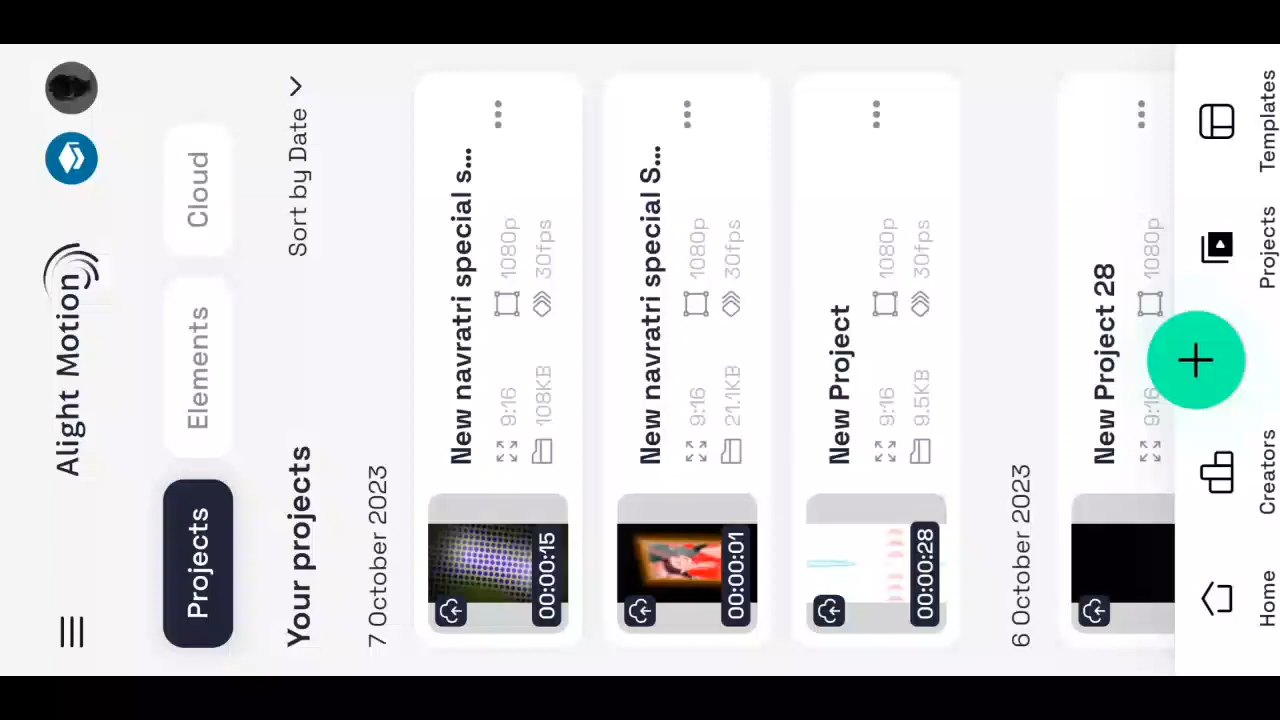 Alight Motion
Projects
Elements
Cloud
Your projects
Sort by Date
7 October 2023
00:00:15
New navratri special s...
9:16
1080p
108KB
30fps
00:00:01
New navratri special S...
9:16
1080p
21.1KB
30fps
00:00:28
New Project
9:16
1080p
9.5KB
30fps
6 October 2023
New Project 28
9:16
1080p
Home
Creators
Projects
Templates